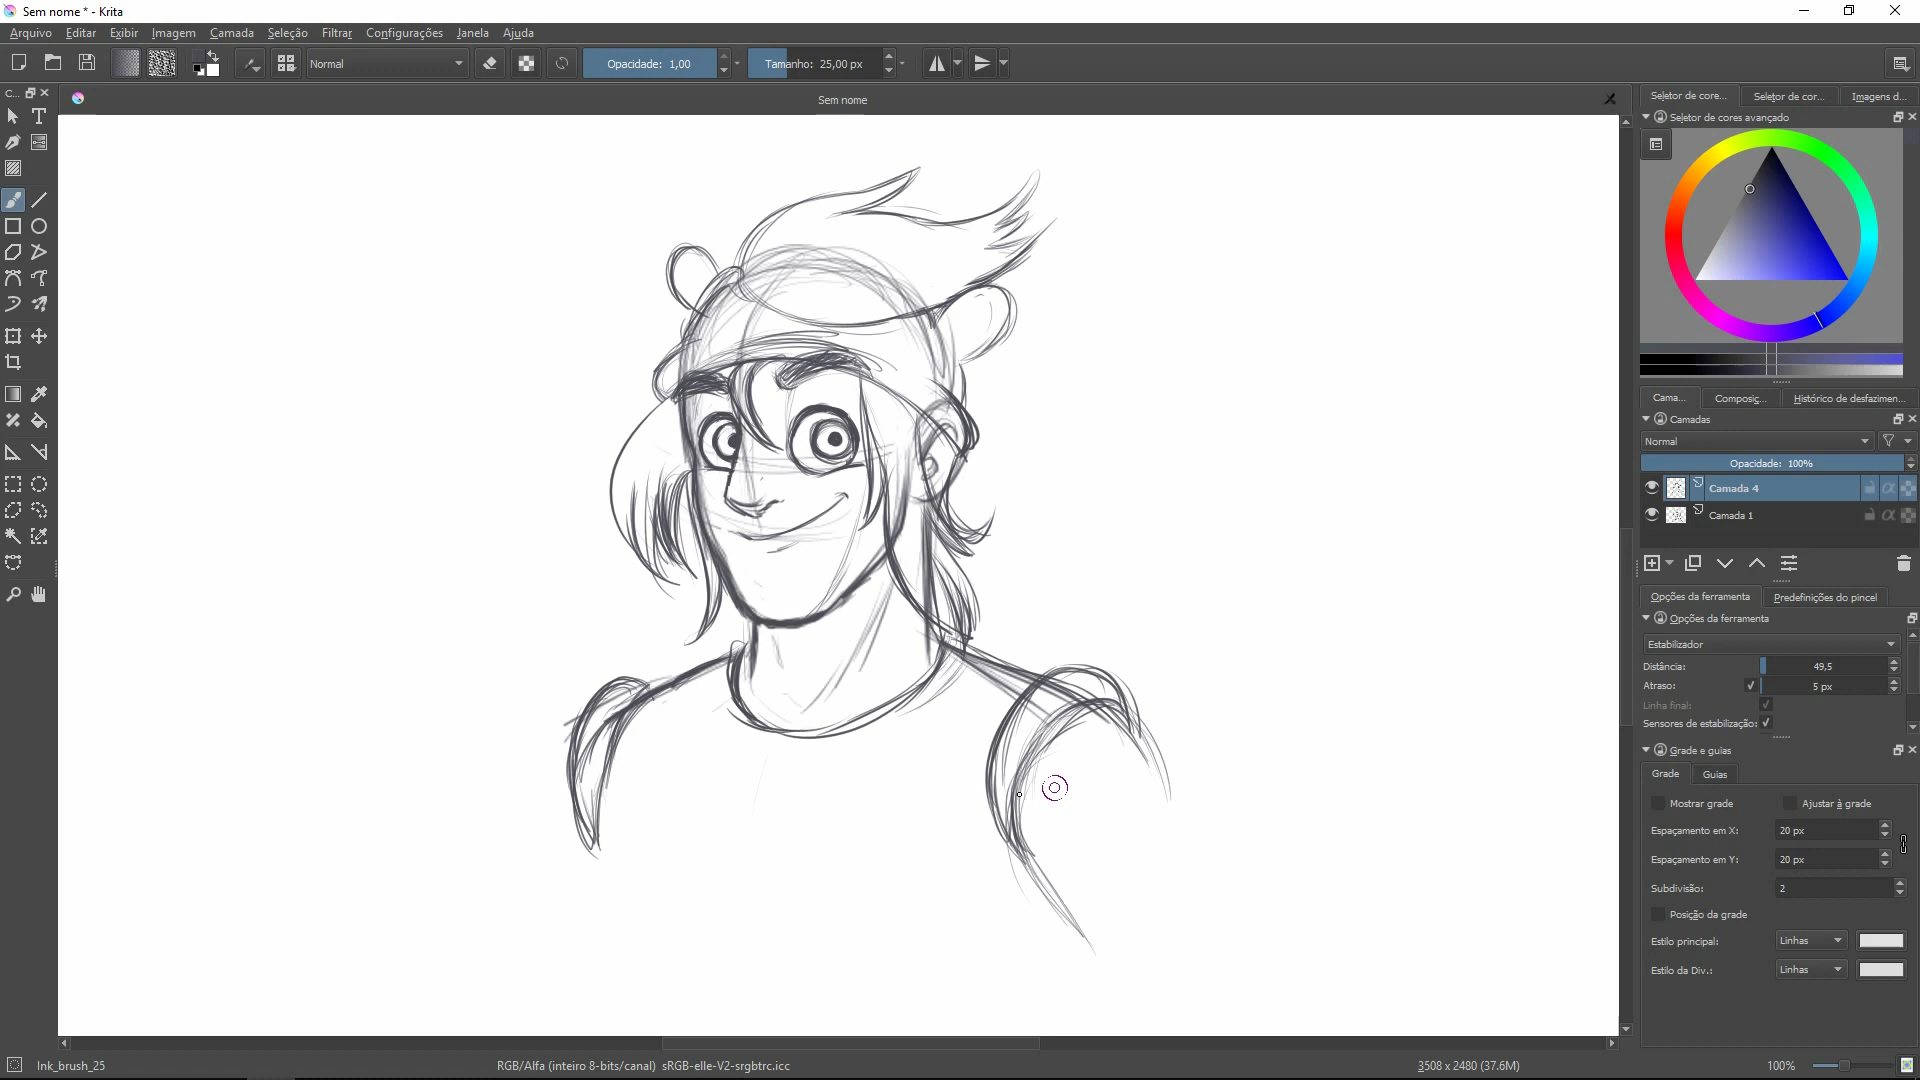 Sem nome * - Krita
Arquivo Editar Exibir Imagem Camada Seleção Filtrar Configurações Janela Ajuda
Normal Opacidade: 1,00 Tamanho: 25,00 px
C...
Sem nome
Seletor de core... Seletor de cor... Imagens d...
Seletor de cores avançado
Cama... Composiç... Histórico de desfazimen...
Camadas
Normal
Opacidade: 100%
Camada 4
Camada 1
Opções da ferramenta Predefinições do pincel
Opções da ferramenta
Estabilizador
Distância: 49,5
Atraso: 5 px
Linha final:
Sensores de estabilização:
Grade e guias
Grade Guias
Mostrar grade Ajustar à grade
Espaçamento em X: 20 px
Espaçamento em Y: 20 px
Subdivisão: 2
Posição da grade
Estilo principal: Linhas
Estilo da Div.: Linhas
Ink_brush_25 RGB/Alfa (inteiro 8-bits/canal) sRGB-elle-V2-srgbtrc.icc 3508 x 2480 (37.6M) 100%